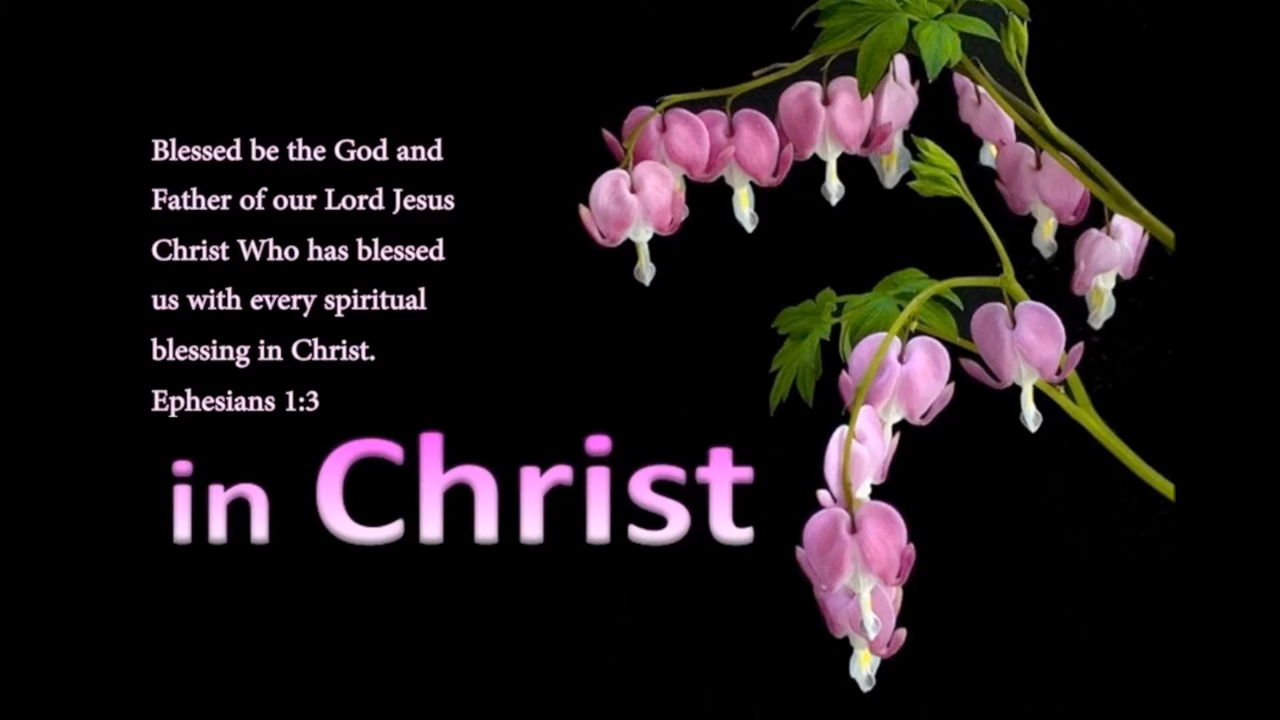 Blessed be the God and
Father of our Lord Jesus
Christ Who has blessed
us with every spiritual
blessing in Christ.
Ephesians 1:3
in Christ